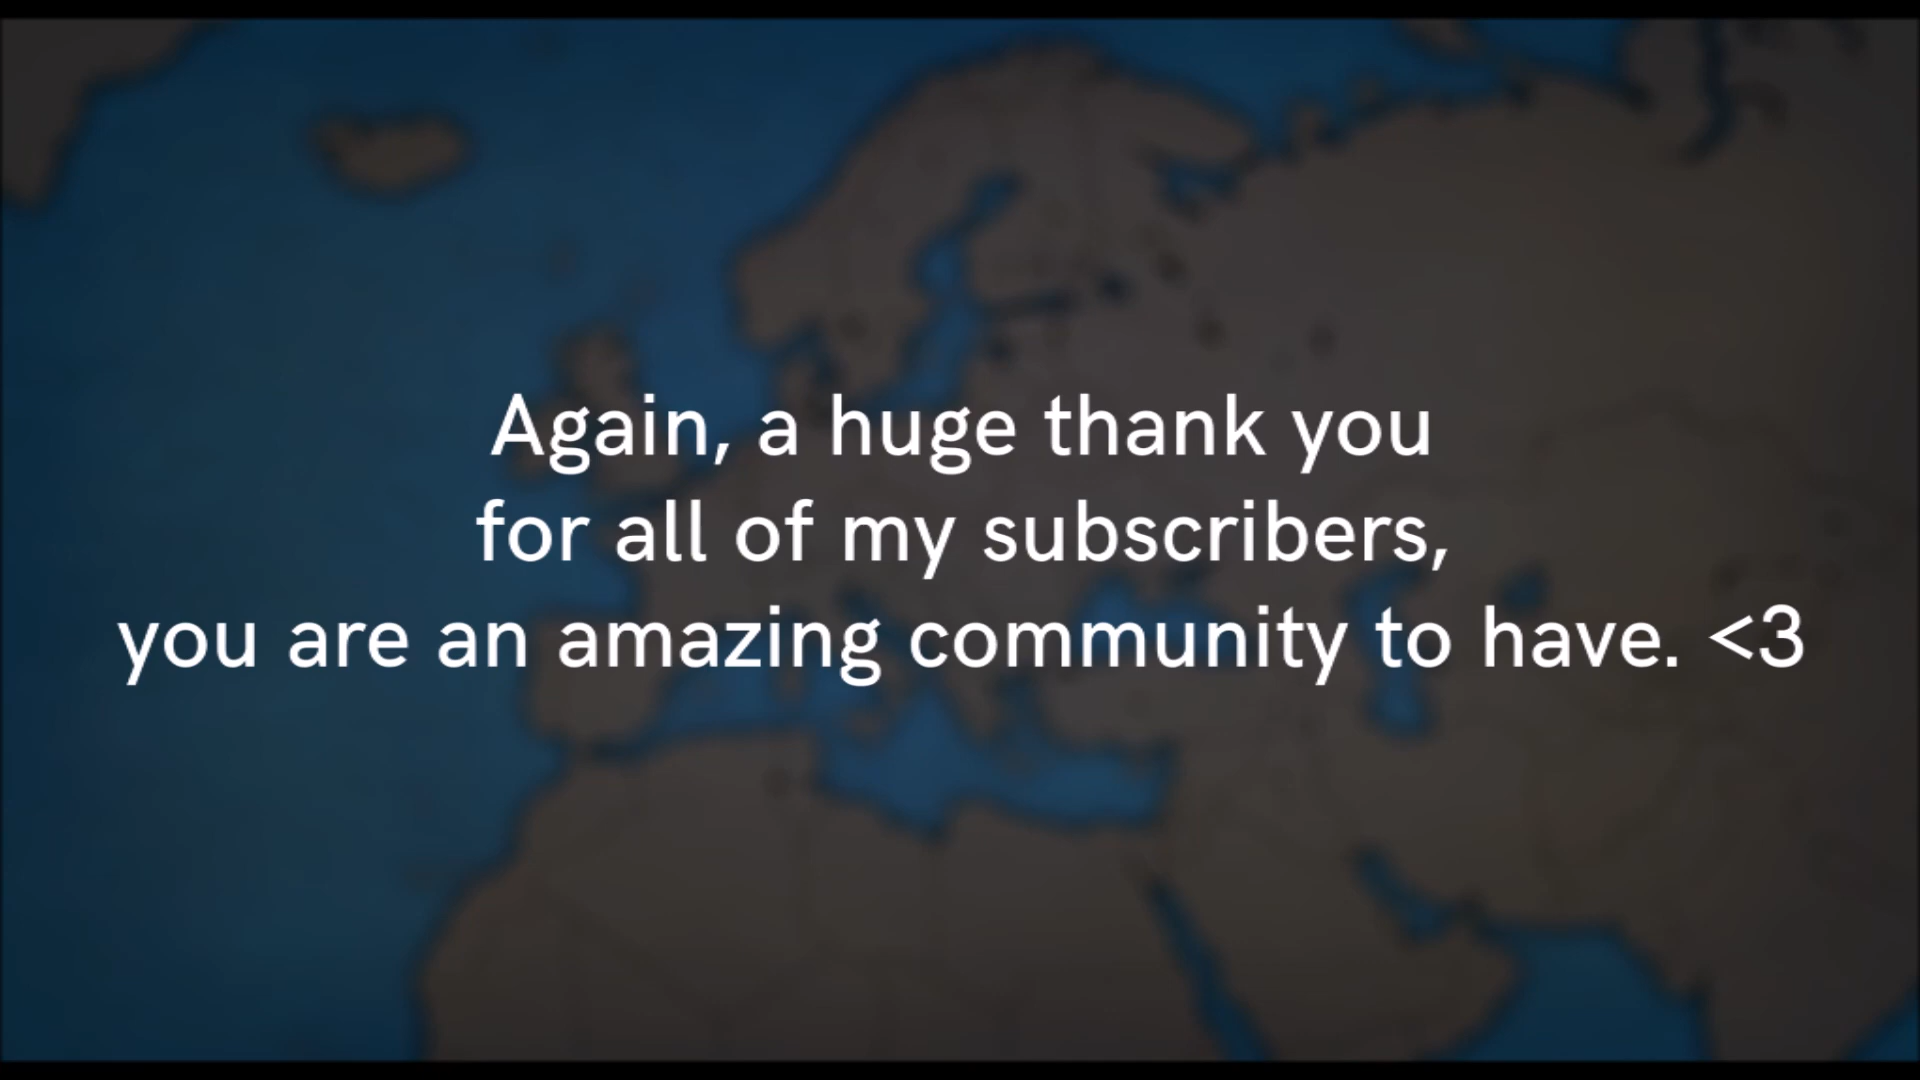 Again, a huge thank you
for all of my subscribers,
you are an amazing community to have. <3